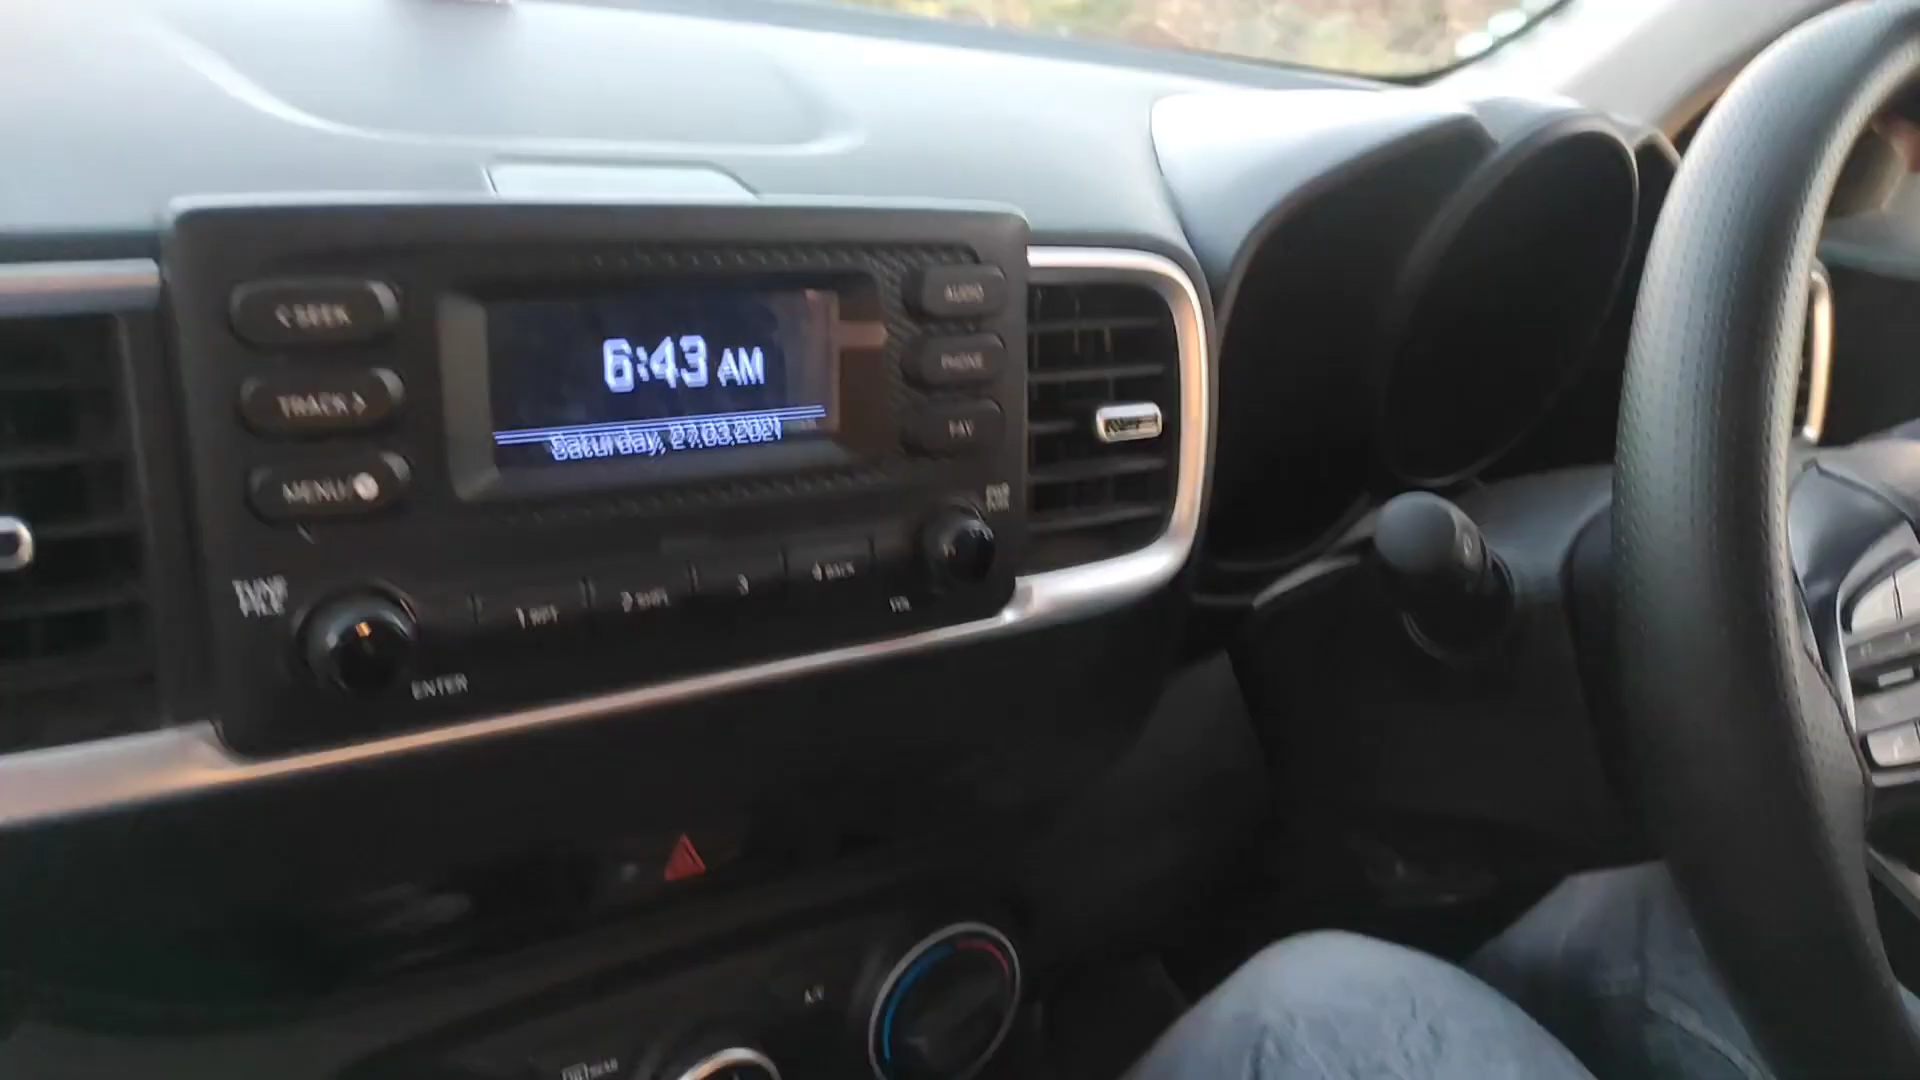 < SEEK
TRACK >
MENU
6:43 AM
Saturday, 27.03.2021
AUDIO
PHONE
FAV
TUNE
FILE
ENTER
1 RPT
2 SHFL
3
4 BACK
VOL
PWR